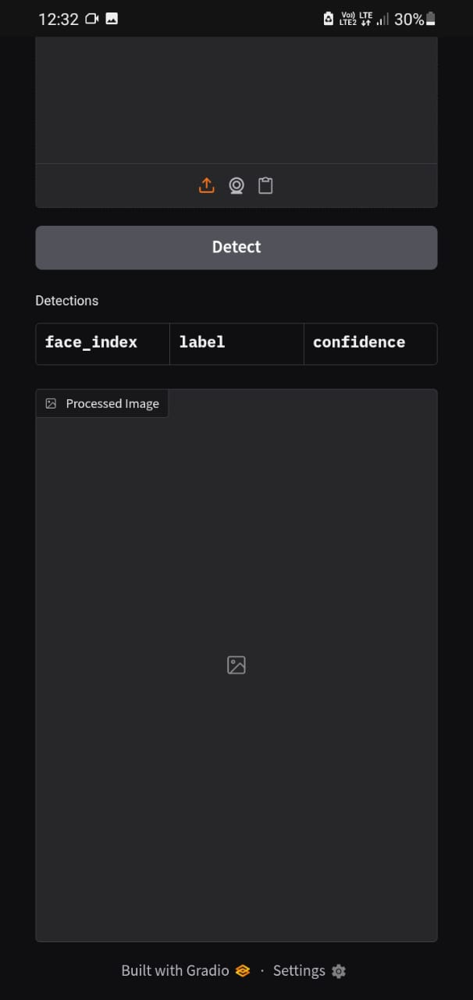 12:32 Vo) LTE 30%
LTE2
Detect
Detections
face_index label confidence
Processed Image
Built with Gradio · Settings